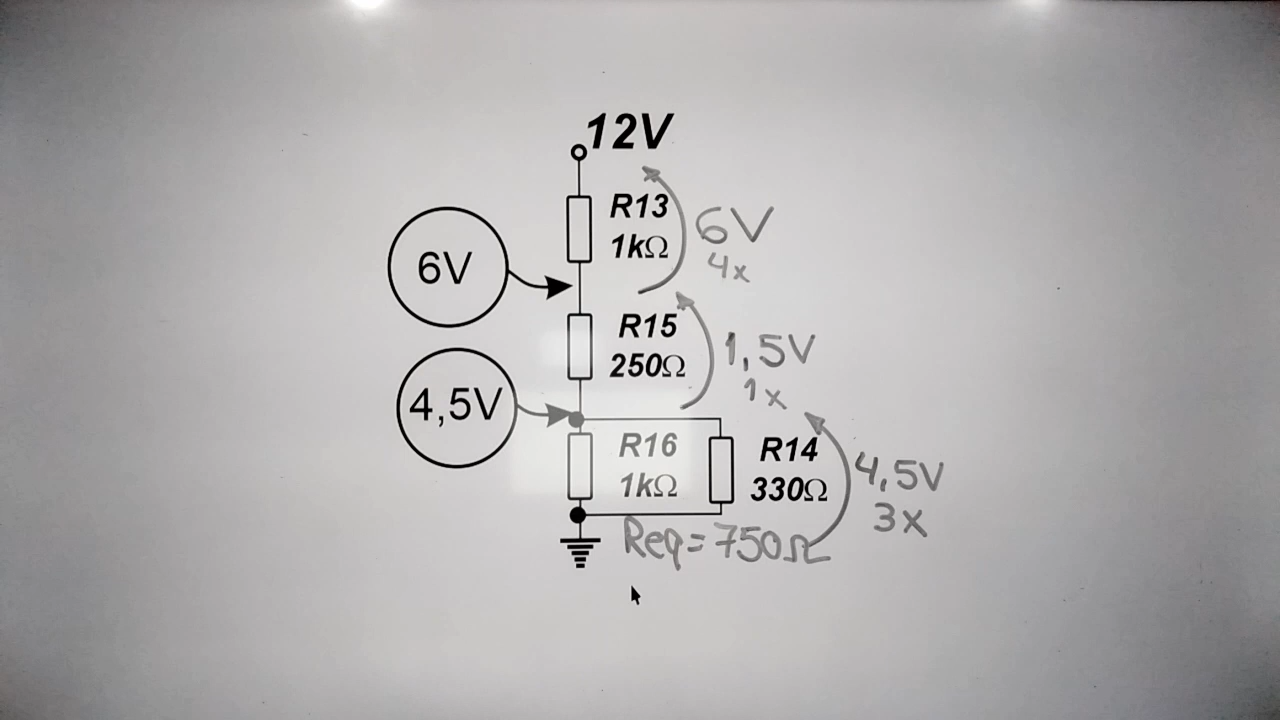 12V
R13
1kΩ
6V
4x
6V
R15
250Ω
1,5V
1x
4,5V
R16
1kΩ
R14
330Ω
4,5V
3x
Req=750Ω